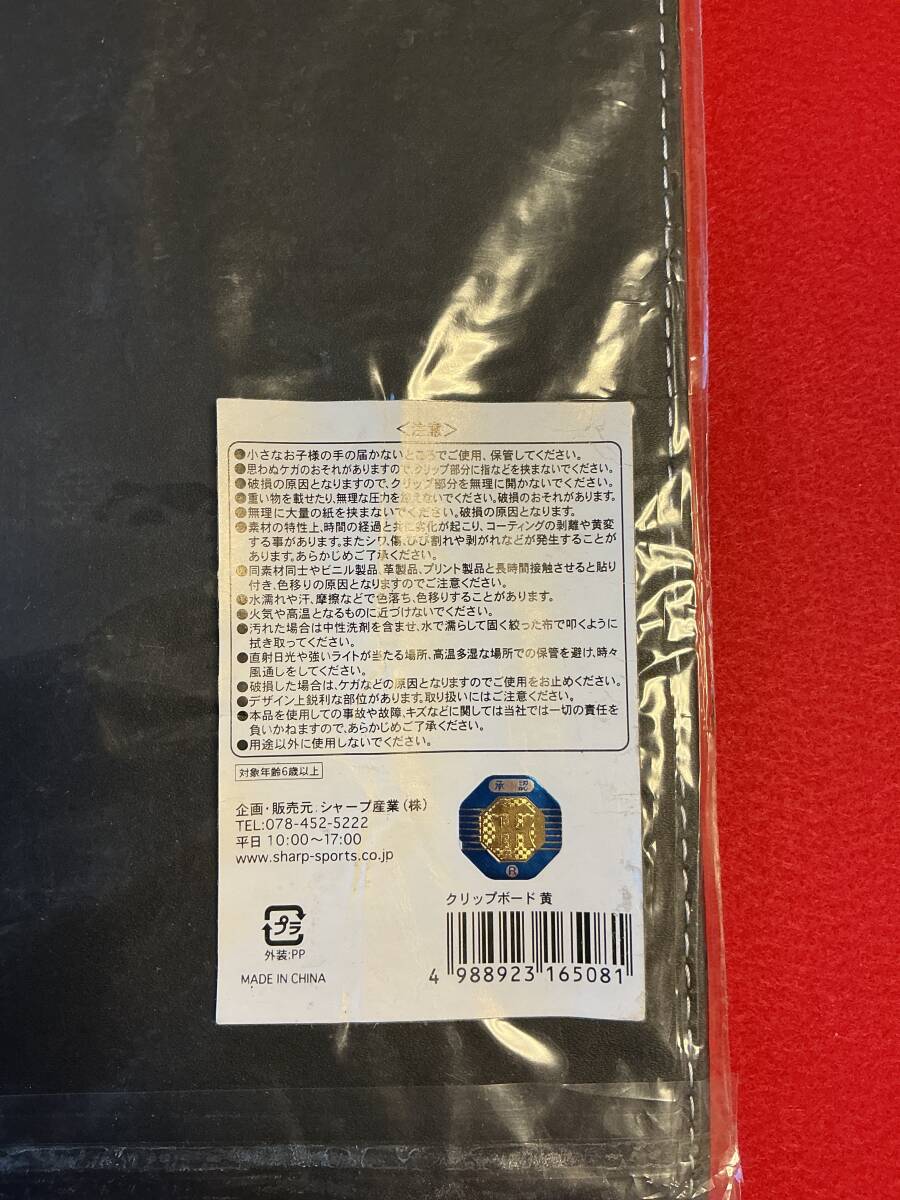 ＜注意＞
●小さなお子様の手の届かないところでご使用、保管してください。
●思わぬケガのおそれがありますので、クリップ部分に指などを挟まないでください。
●破損の原因となりますので、クリップ部分を無理に開かないでください。
●重い物を載せたり、無理な圧力を加えないでください。破損のおそれがあります。
●無理に大量の紙を挟まないでください。破損の原因となります。
●素材の特性上、時間の経過と共に劣化が起こり、コーティングの剥離や黄変
する事があります。またシワ、傷、ひび割れや剥がれなどが発生することが
あります。あらかじめご了承ください。
●同素材同士やビニル製品、革製品、プリント製品と長時間接触させると貼り
付き、色移りの原因となりますのでご注意ください。
●水濡れや汗、摩擦などで色落ち、色移りすることがあります。
●火気や高温となるものに近づけないでください。
●汚れた場合は中性洗剤を含ませ、水で濡らして固く絞った布で叩くように
拭き取ってください。
●直射日光や強いライトが当たる場所、高温多湿な場所での保管を避け、時々
風通しをしてください。
●破損した場合は、ケガなどの原因となりますのでご使用をお止めください。
●デザイン上鋭利な部位があります。取り扱いにはご注意ください。
●本品を使用しての事故や故障、キズなどに関しては当社では一切の責任を
負いかねますので、あらかじめご了承ください。
●用途以外に使用しないでください。
対象年齢6歳以上
企画・販売元 シャープ産業(株)
TEL:078-452-5222
平日 10:00〜17:00
www.sharp-sports.co.jp
承認
R
クリップボード 黄
プラ
外装:PP
MADE IN CHINA
4 988923 165081